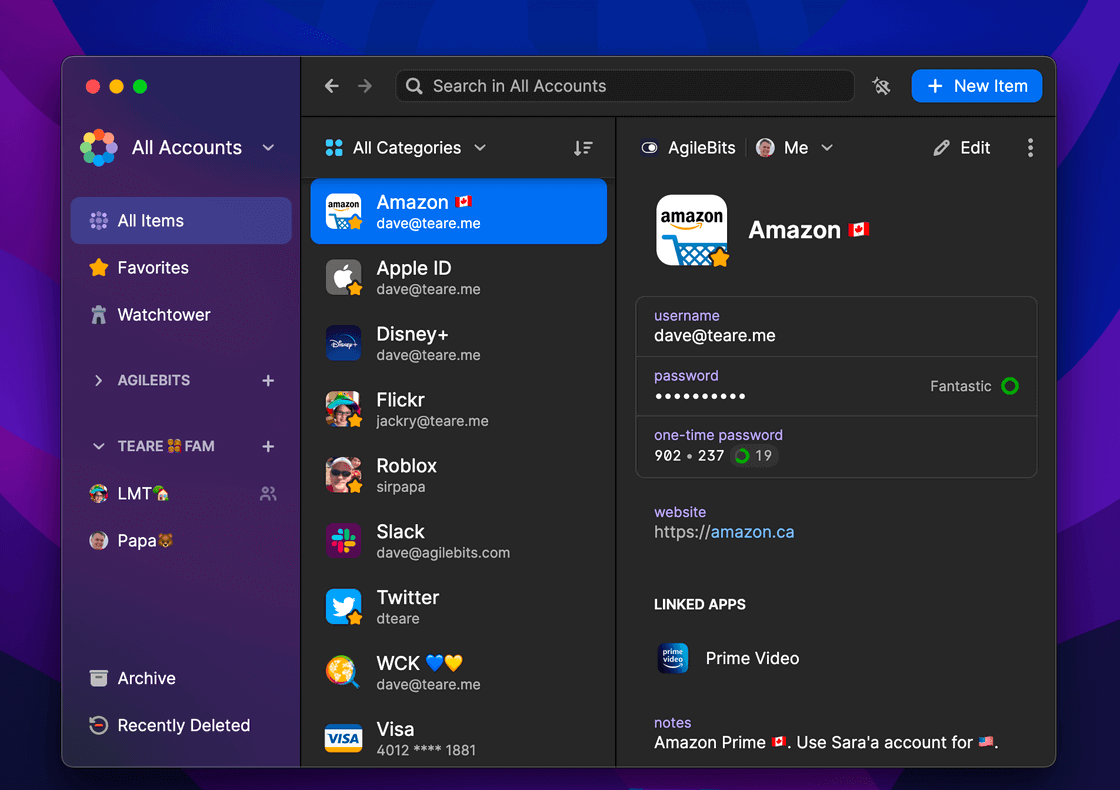 Search in All Accounts
New Item
All Accounts
All Items
Favorites
Watchtower
AGILEBITS
TEARE 👨‍👩‍👧‍👦 FAM
LMT🏡
Papa🐻
Archive
Recently Deleted
All Categories
amazon
Amazon 🇨🇦
dave@teare.me
Apple ID
dave@teare.me
Disney+
Disney+
dave@teare.me
Flickr
jackry@teare.me
Roblox
sirpapa
Slack
dave@agilebits.com
Twitter
dteare
WCK 💙💛
dave@teare.me
VISA
Visa
4012 **** 1881
AgileBits
Me
Edit
amazon
Amazon 🇨🇦
username
dave@teare.me
password
••••••••••
Fantastic
one-time password
902 • 237 19
website
https://amazon.ca
LINKED APPS
prime
video
Prime Video
notes
Amazon Prime 🇨🇦. Use Sara'a account for 🇺🇸.